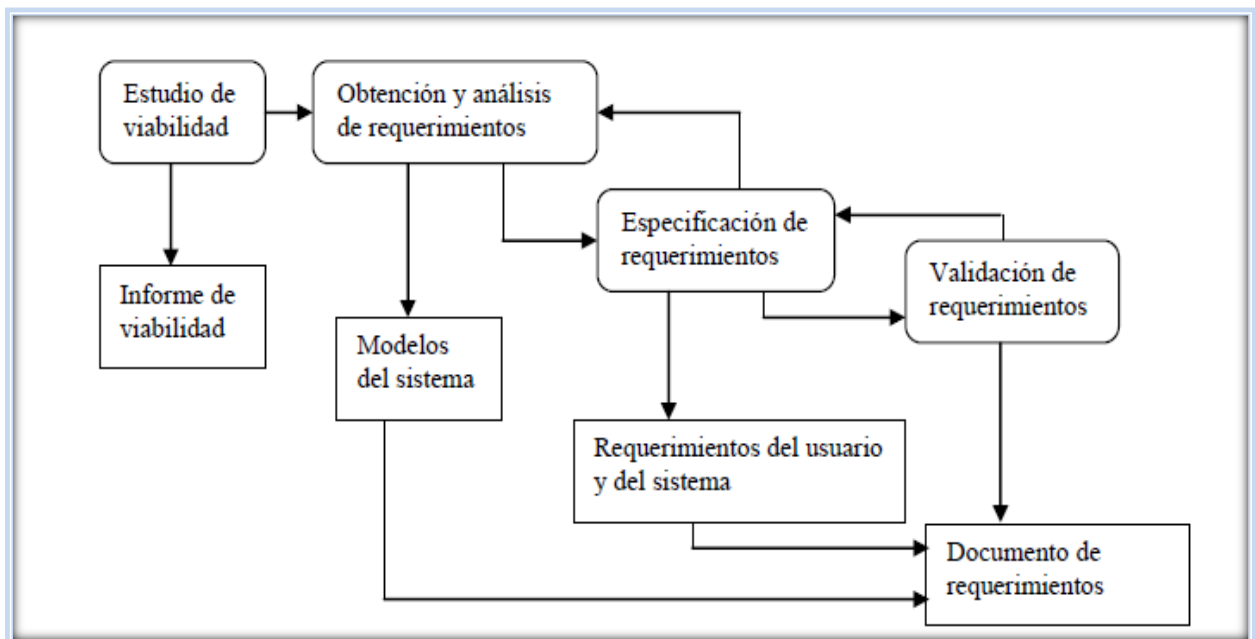 Estudio de
viabilidad
Obtención y análisis
de requerimientos
Especificación de
requerimientos
Validación de
requerimientos
Informe de
viabilidad
Modelos
del sistema
Requerimientos del usuario
y del sistema
Documento de
requerimientos